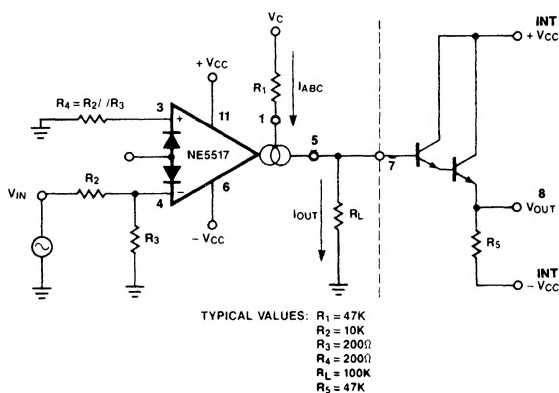 VC
INT
+ VCC
+ VCC
R1
IABC
R4 = R2/ /R3
3
+
11
1
5
NE5517
7
8
VOUT
VIN
R2
4
−
6
IOUT
RL
R5
R3
− VCC
INT
− VCC
TYPICAL VALUES: R1 = 47K
R2 = 10K
R3 = 200Ω
R4 = 200Ω
RL = 100K
R5 = 47K